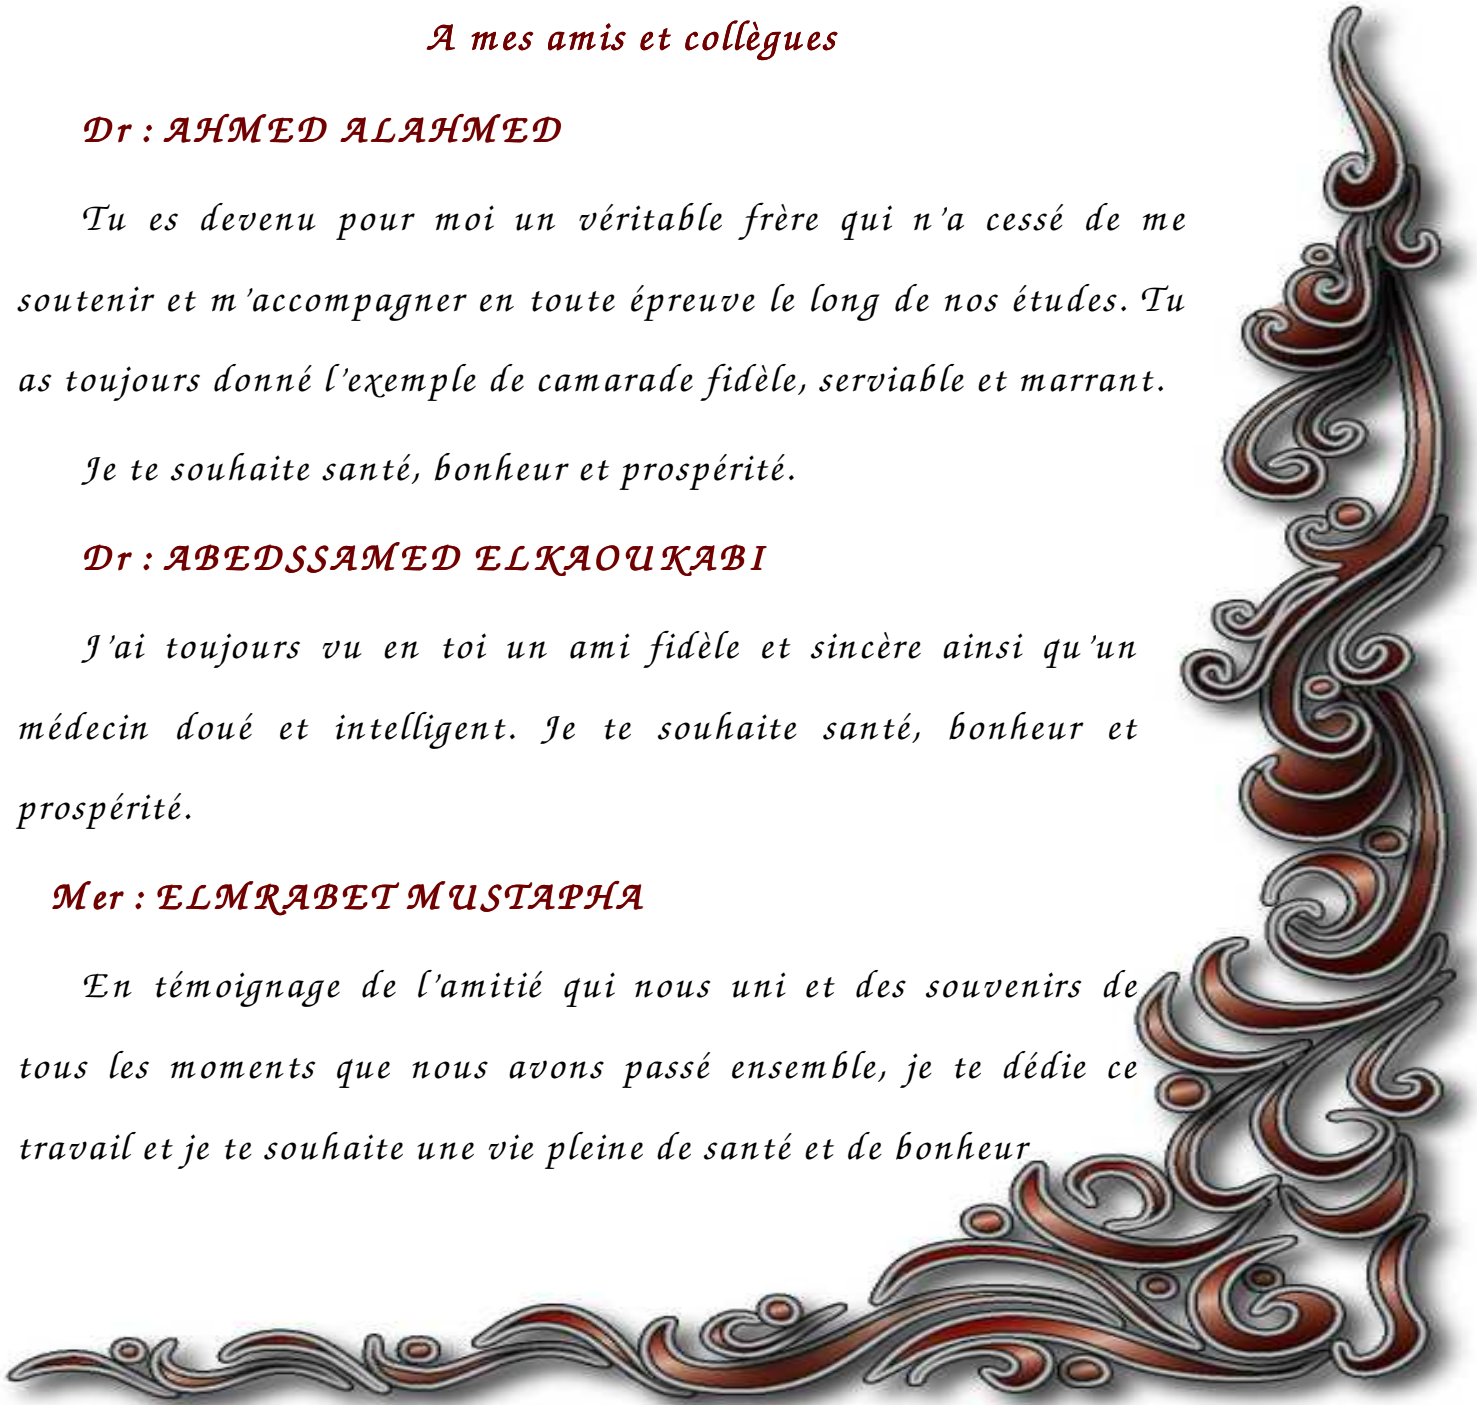 A mes amis et collègues
Dr : AHMED ALAHMED
Tu es devenu pour moi un véritable frère qui n’a cessé de me
soutenir et m’accompagner en toute épreuve le long de nos études. Tu
as toujours donné l’exemple de camarade fidèle, serviable et marrant.
Je te souhaite santé, bonheur et prospérité.
Dr : ABEDSSAMED ELKAOUKABI
J’ai toujours vu en toi un ami fidèle et sincère ainsi qu’un
médecin doué et intelligent. Je te souhaite santé, bonheur et
prospérité.
Mer : ELMRABET MUSTAPHA
En témoignage de l’amitié qui nous uni et des souvenirs de
tous les moments que nous avons passé ensemble, je te dédie ce
travail et je te souhaite une vie pleine de santé et de bonheur